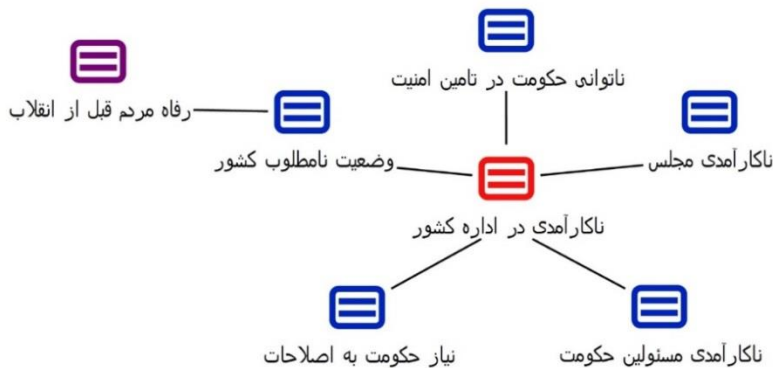 ناتوانی حکومت در تامین امنیت
رفاه مردم قبل از انقلاب
ناکارآمدی مجلس
وضعیت نامطلوب کشور
ناکارآمدی در اداره کشور
ناکارآمدی مسئولین حکومت
نیاز حکومت به اصلاحات